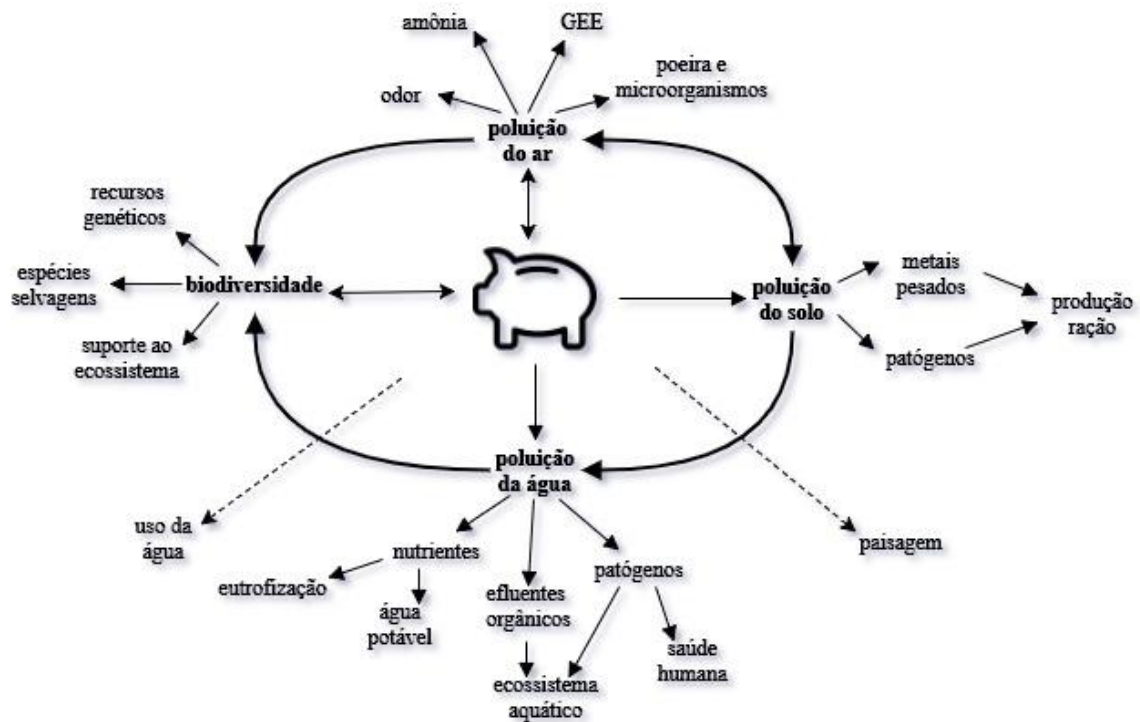 amônia
GEE
odor
poeira e
microorganismos
poluição
do ar
recursos
genéticos
espécies
selvagens
biodiversidade
suporte ao
ecossistema
poluição
do solo
metais
pesados
patógenos
produção
ração
poluição
da água
uso da
água
paisagem
nutrientes
eutrofização
água
potável
efluentes
orgânicos
patógenos
saúde
humana
ecossistema
aquático